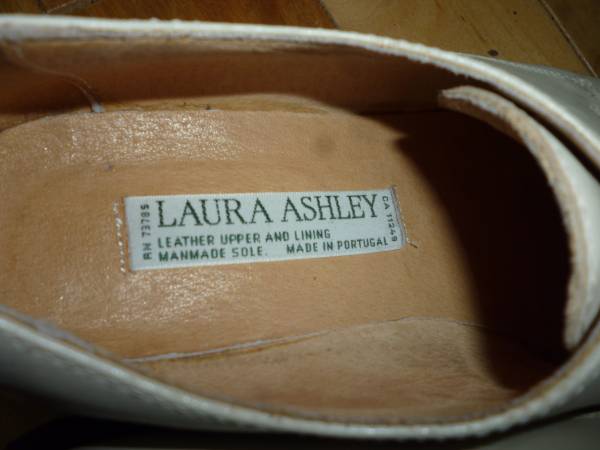 RN 73785
LAURA ASHLEY
LEATHER UPPER AND LINING
MANMADE SOLE. MADE IN PORTUGAL
CA 11249